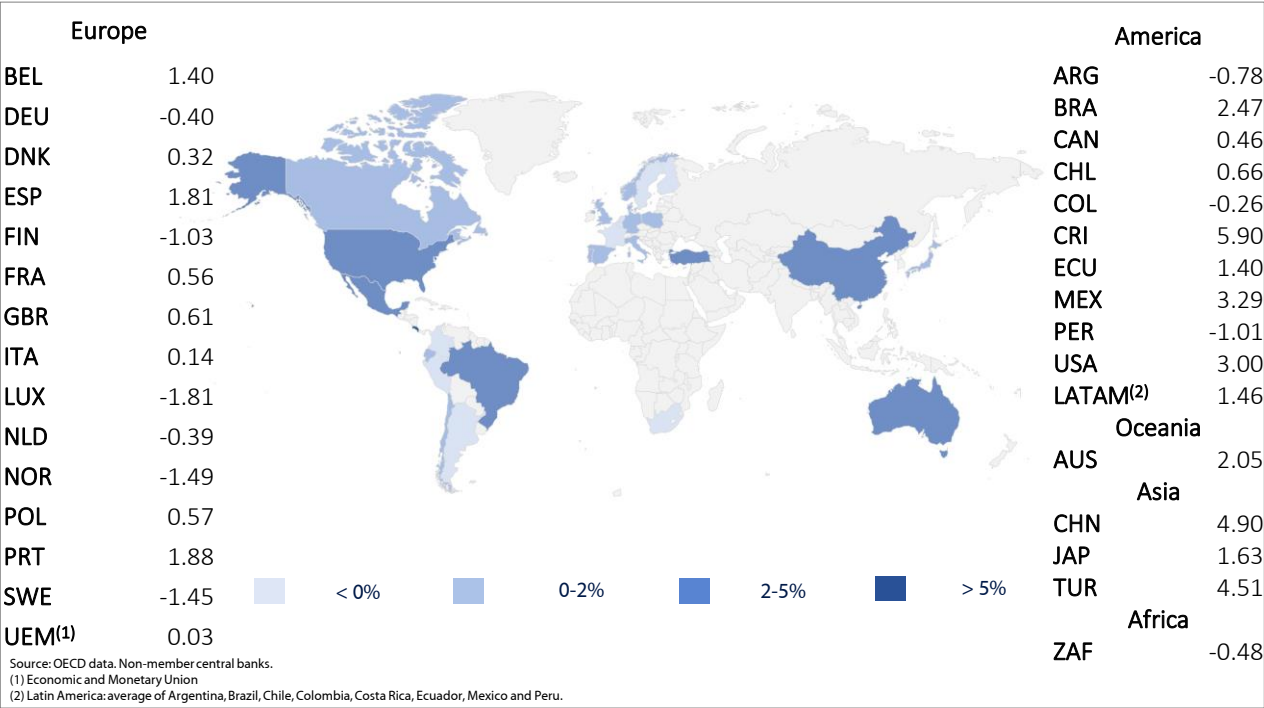 Europe
BEL 1.40
DEU -0.40
DNK 0.32
ESP 1.81
FIN -1.03
FRA 0.56
GBR 0.61
ITA 0.14
LUX -1.81
NLD -0.39
NOR -1.49
POL 0.57
PRT 1.88
SWE -1.45
UEM(1) 0.03
America
ARG -0.78
BRA 2.47
CAN 0.46
CHL 0.66
COL -0.26
CRI 5.90
ECU 1.40
MEX 3.29
PER -1.01
USA 3.00
LATAM(2) 1.46
Oceania
AUS 2.05
Asia
CHN 4.90
JAP 1.63
TUR 4.51
Africa
ZAF -0.48
< 0% 0-2% 2-5% > 5%
Source: OECD data. Non-member central banks.
(1) Economic and Monetary Union
(2) Latin America: average of Argentina, Brazil, Chile, Colombia, Costa Rica, Ecuador, Mexico and Peru.